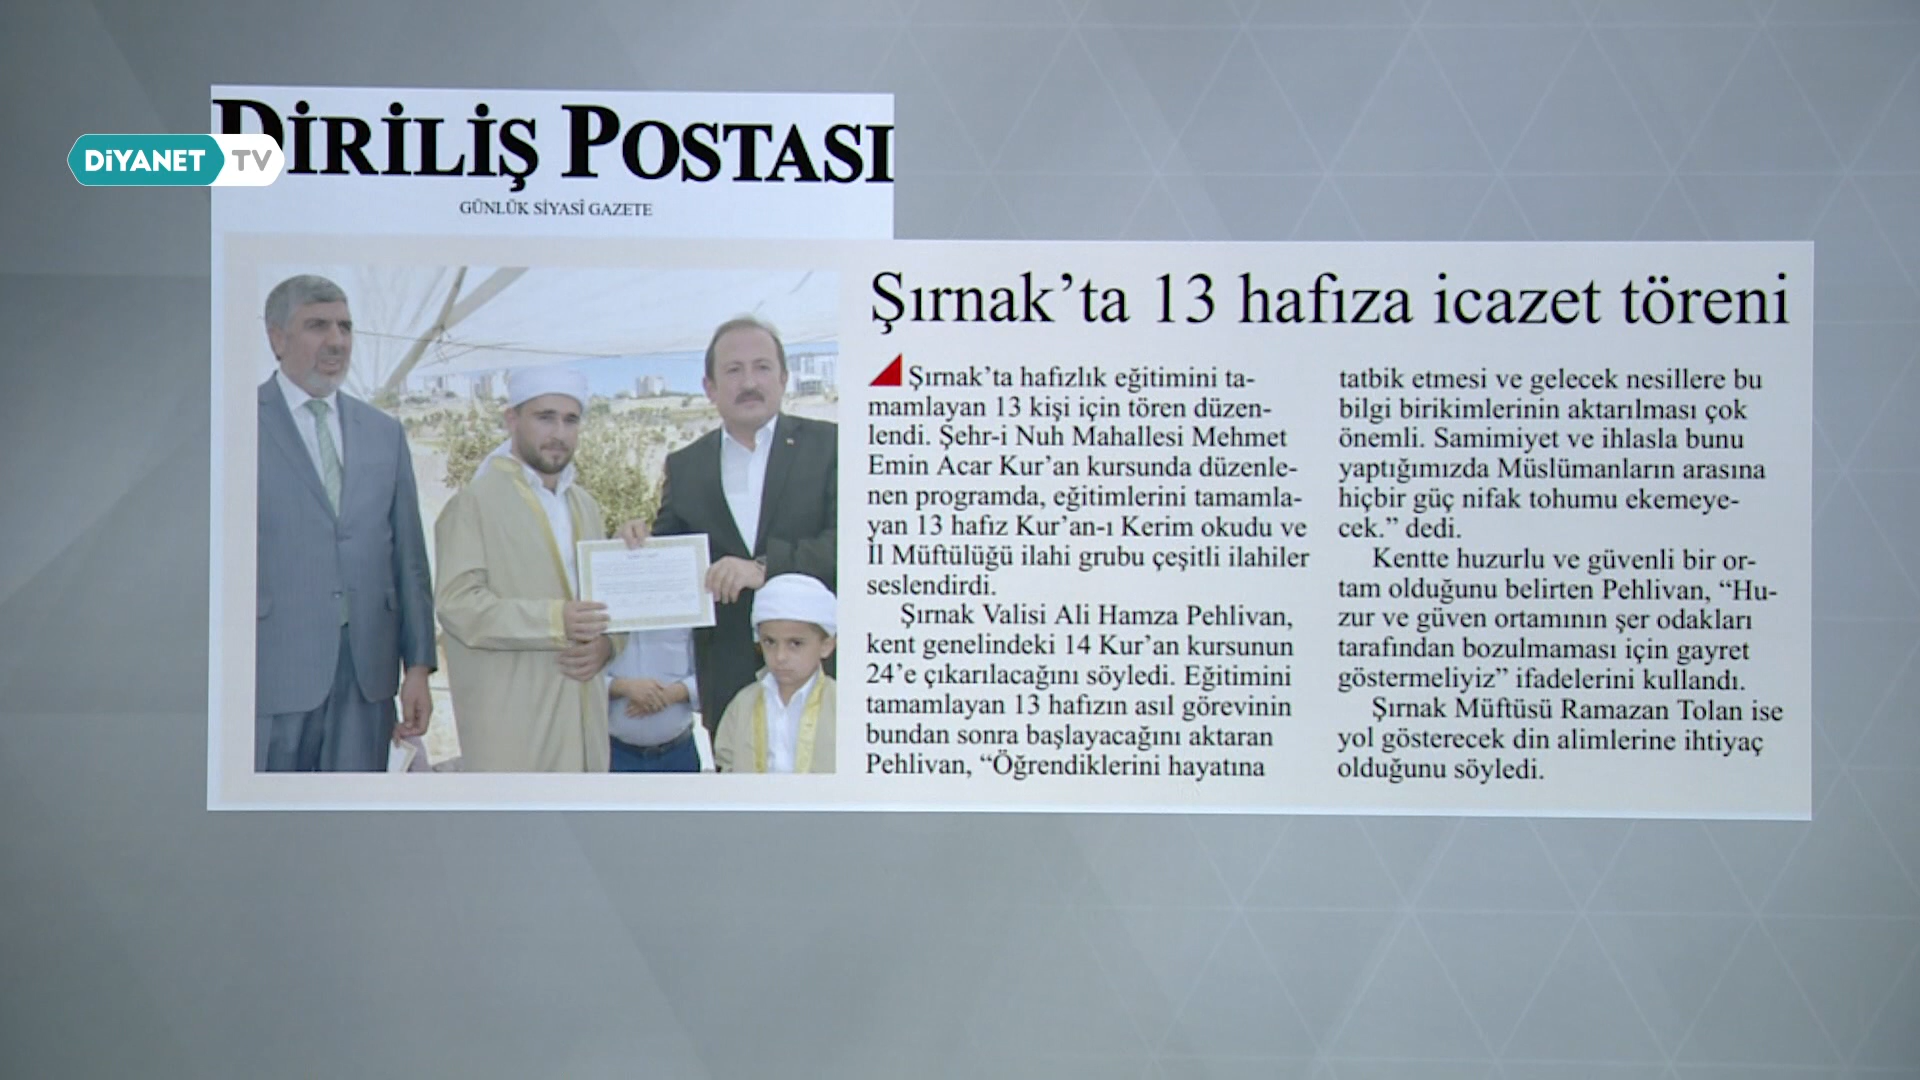 DİRİLİŞ POSTASI
DİYANET TV
GÜNLÜK SİYASÎ GAZETE
Şırnak’ta 13 hafıza icazet töreni
Şırnak’ta hafızlık eğitimini ta-
mamlayan 13 kişi için tören düzen-
lendi. Şehr-i Nuh Mahallesi Mehmet
Emin Acar Kur’an kursunda düzenle-
nen programda, eğitimlerini tamamla-
yan 13 hafız Kur’an-ı Kerim okudu ve
İl Müftülüğü ilahi grubu çeşitli ilahiler
seslendirdi.
Şırnak Valisi Ali Hamza Pehlivan,
kent genelindeki 14 Kur’an kursunun
24’e çıkarılacağını söyledi. Eğitimini
tamamlayan 13 hafızın asıl görevinin
bundan sonra başlayacağını aktaran
Pehlivan, “Öğrendiklerini hayatına
tatbik etmesi ve gelecek nesillere bu
bilgi birikimlerinin aktarılması çok
önemli. Samimiyet ve ihlasla bunu
yaptığımızda Müslümanların arasına
hiçbir güç nifak tohumu ekemeye-
cek.” dedi.
Kentte huzurlu ve güvenli bir or-
tam olduğunu belirten Pehlivan, “Hu-
zur ve güven ortamının şer odakları
tarafından bozulmaması için gayret
göstermeliyiz” ifadelerini kullandı.
Şırnak Müftüsü Ramazan Tolan ise
yol gösterecek din alimlerine ihtiyaç
olduğunu söyledi.